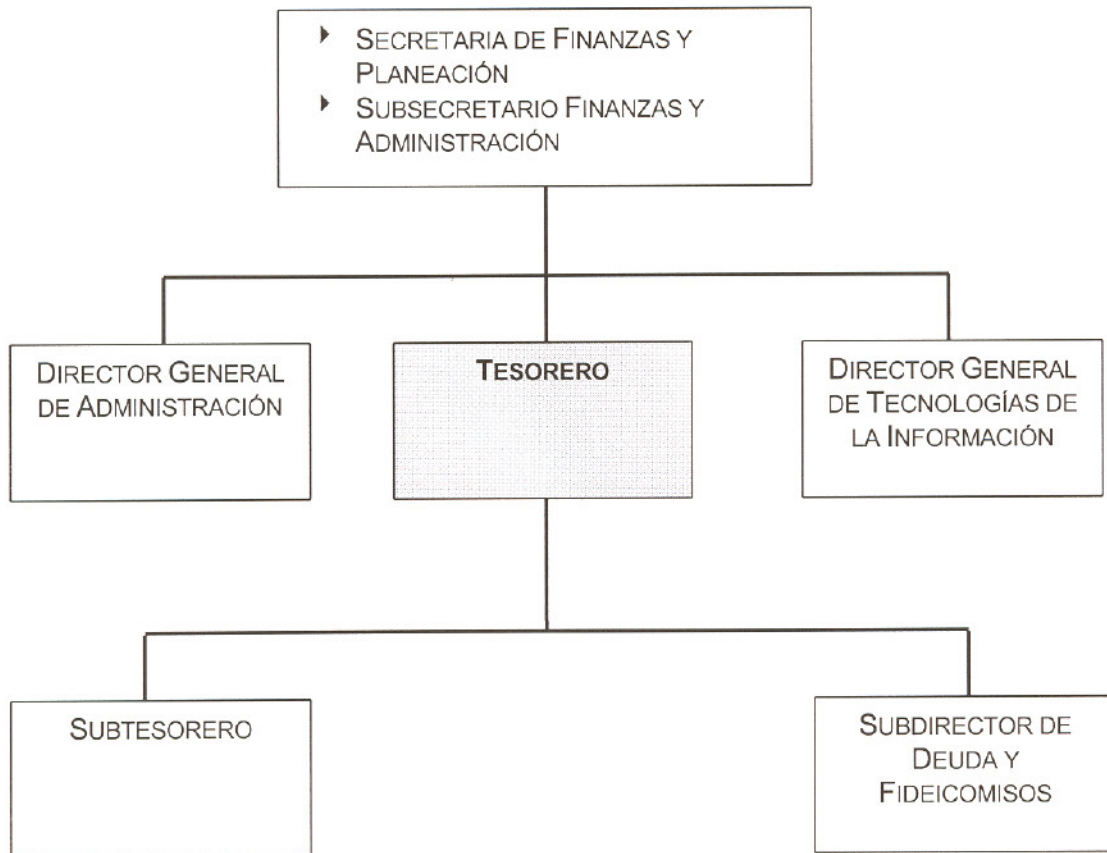 SECRETARIA DE FINANZAS Y
PLANEACIÓN
SUBSECRETARIO FINANZAS Y
ADMINISTRACIÓN
DIRECTOR GENERAL
DE ADMINISTRACIÓN
TESORERO
DIRECTOR GENERAL
DE TECNOLOGÍAS DE
LA INFORMACIÓN
SUBTESORERO
SUBDIRECTOR DE
DEUDA Y
FIDEICOMISOS